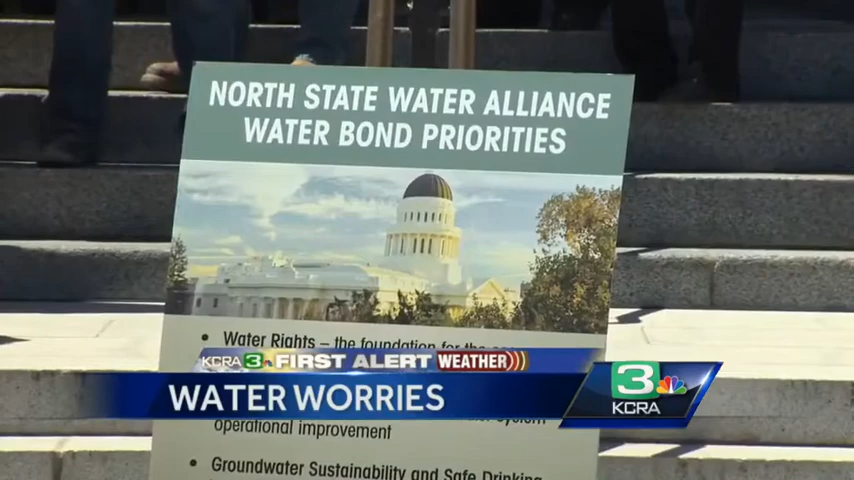 NORTH STATE WATER ALLIANCE
WATER BOND PRIORITIES
• Water Rights – the foundation for the
KCRA 3 FIRST ALERT WEATHER
WATER WORRIES
3
KCRA
system
operational improvement
• Groundwater Sustainability and Safe Drinking